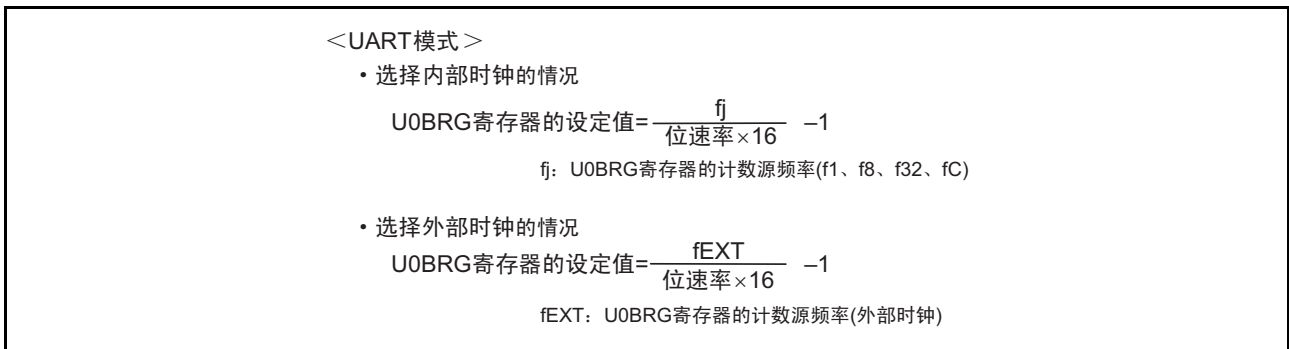 ＜UART模式＞
• 选择内部时钟的情况
U0BRG寄存器的设定值= fj
位速率×16 –1
fj：U0BRG寄存器的计数源频率(f1、f8、f32、fC)
• 选择外部时钟的情况
U0BRG寄存器的设定值= fEXT
位速率×16 –1
fEXT：U0BRG寄存器的计数源频率(外部时钟)